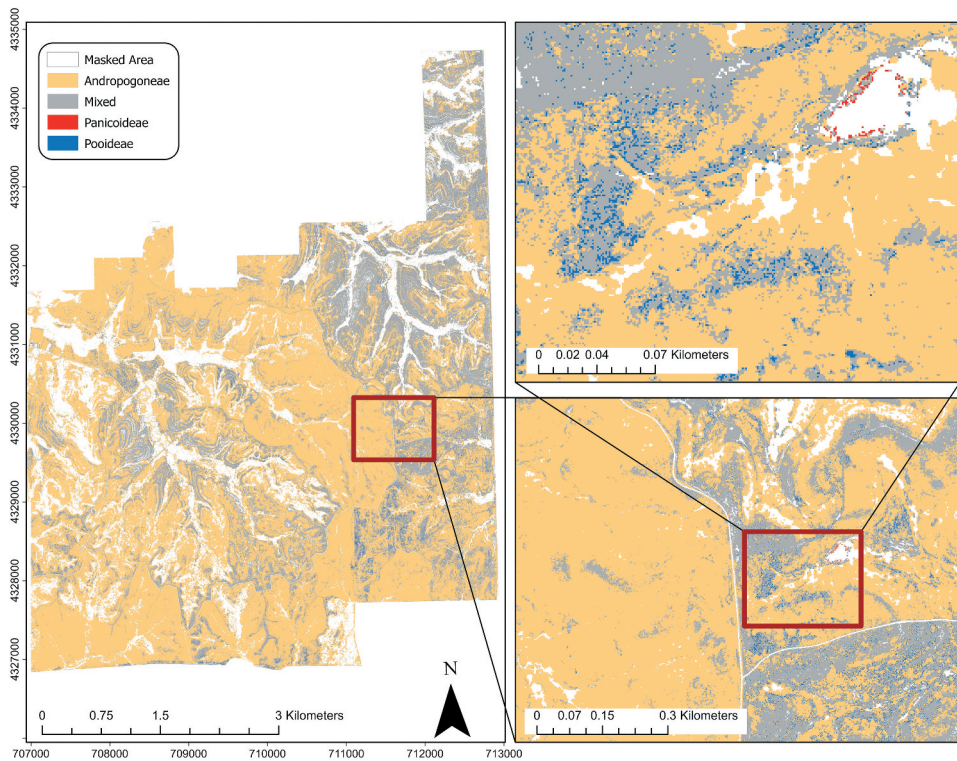 4335000
4334000
4333000
4332000
4331000
4330000
4329000
4328000
4327000
Masked Area
Andropogoneae
Mixed
Panicoideae
Pooideae
N
0 0.75 1.5 3 Kilometers
707000 708000 709000 710000 711000 712000 713000
0 0.02 0.04 0.07 Kilometers
0 0.07 0.15 0.3 Kilometers